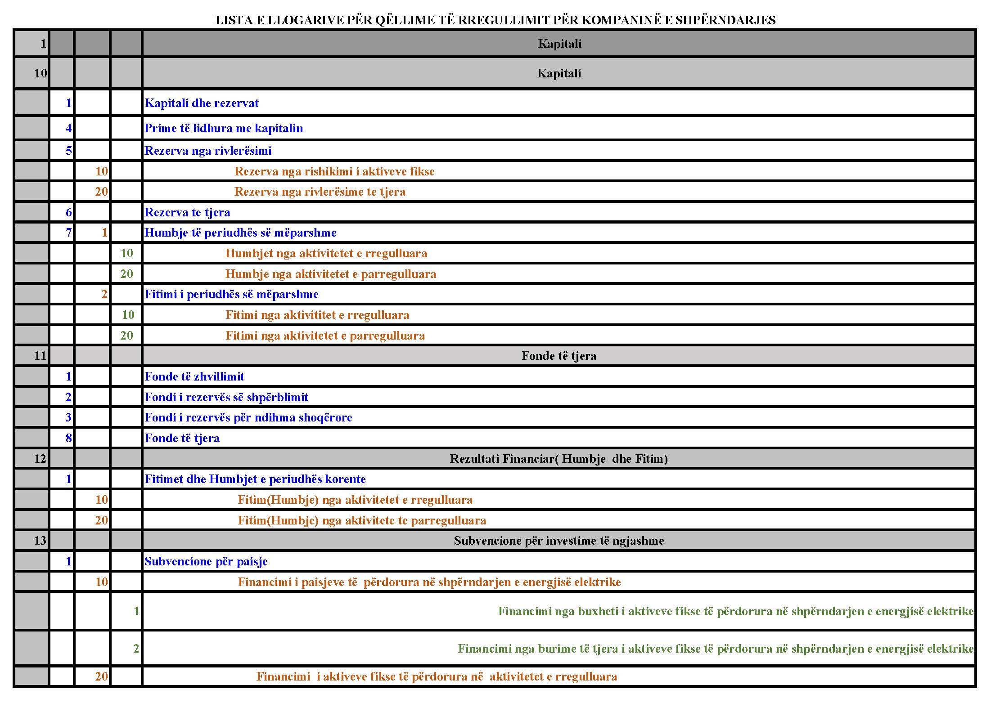 LISTA E LLOGARIVE PËR QËLLIME TË RREGULLIMIT PËR KOMPANINË E SHPËRNDARJES
1 Kapitali
10 Kapitali
1 Kapitali dhe rezervat
4 Prime të lidhura me kapitalin
5 Rezerva nga rivlerësimi
10 Rezerva nga rishikimi i aktiveve fikse
20 Rezerva nga rivlerësime te tjera
6 Rezerva te tjera
7 1 Humbje të periudhës së mëparshme
10 Humbjet nga aktivitetet e rregulluara
20 Humbje nga aktivitetet e parregulluara
2 Fitimi i periudhës së mëparshme
10 Fitimi nga aktivititet e rregulluara
20 Fitimi nga aktivitetet e parregulluara
11 Fonde të tjera
1 Fonde të zhvillimit
2 Fondi i rezervës së shpërblimit
3 Fondi i rezervës për ndihma shoqërore
8 Fonde të tjera
12 Rezultati Financiar( Humbje dhe Fitim)
1 Fitimet dhe Humbjet e periudhës korente
10 Fitim(Humbje) nga aktivitetet e rregulluara
20 Fitim(Humbje) nga aktivitete te parregulluara
13 Subvencione për investime të ngjashme
1 Subvencione për paisje
10 Financimi i paisjeve të përdorura në shpërndarjen e energjisë elektrike
1 Financimi nga buxheti i aktiveve fikse të përdorura në shpërndarjen e energjisë elektrike
2 Financimi nga burime të tjera i aktiveve fikse të përdorura në shpërndarjen e energjisë elektrike
20 Financimi i aktiveve fikse të përdorura në aktivitetet e rregulluara